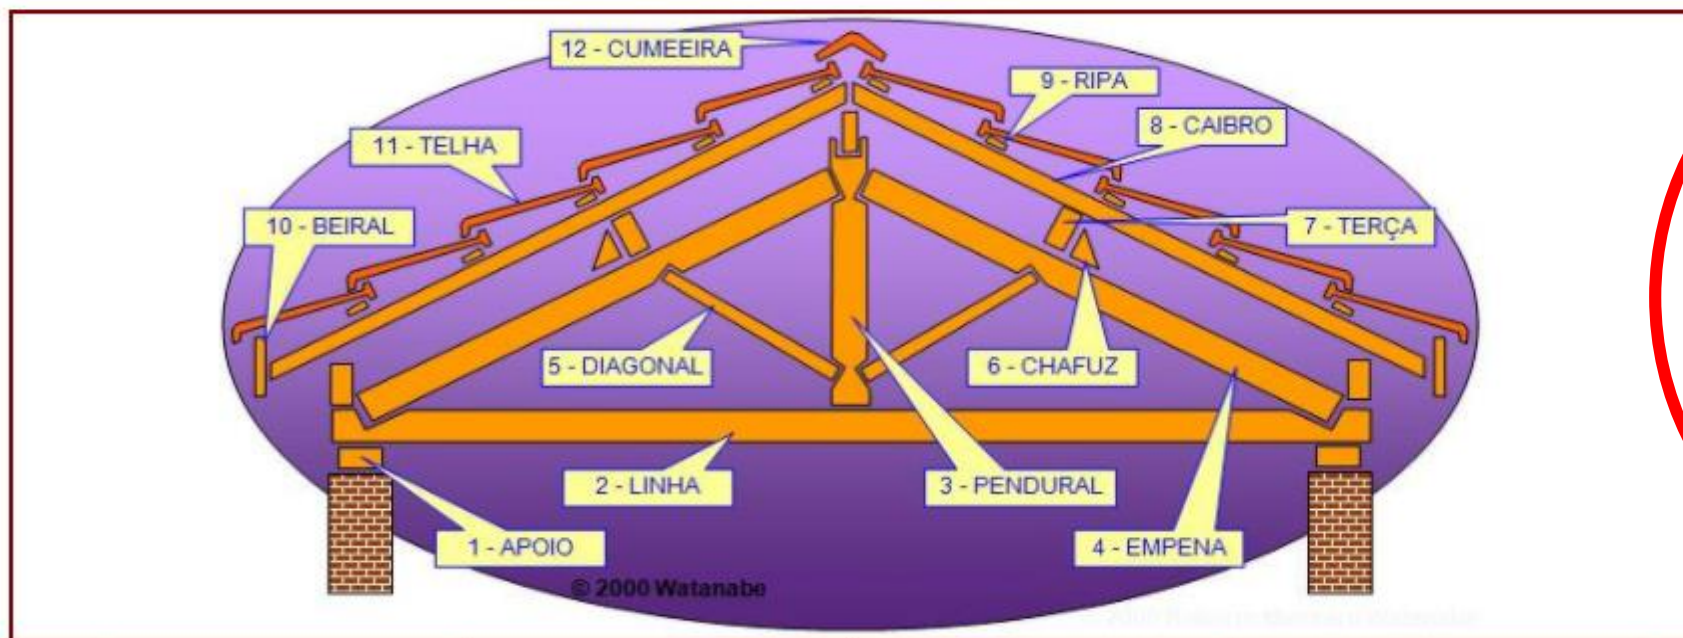 12 - CUMEEIRA
9 - RIPA
8 - CAIBRO
11 - TELHA
10 - BEIRAL
7 - TERÇA
5 - DIAGONAL
6 - CHAFUZ
2 - LINHA
3 - PENDURAL
1 - APOIO
4 - EMPENA
© 2000 Watanabe